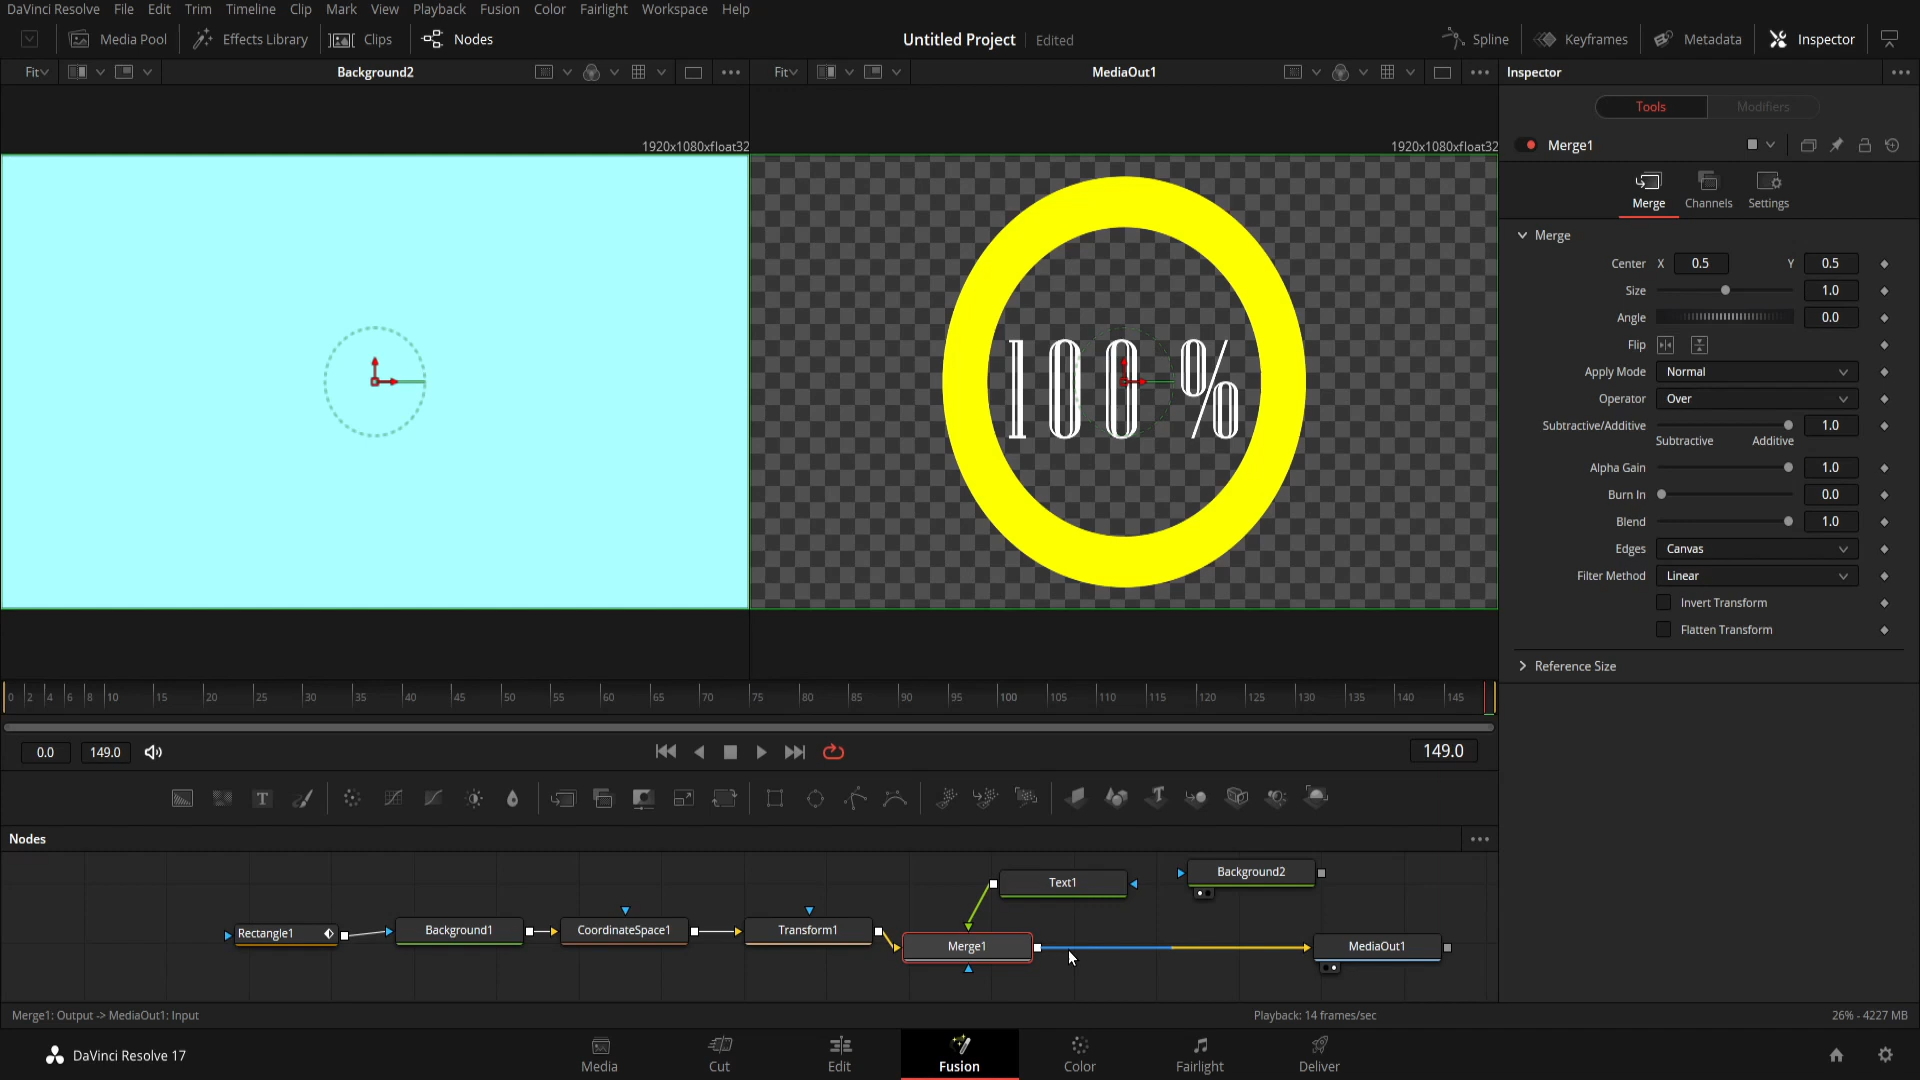 DaVinci Resolve File Edit Trim Timeline Clip Mark View Playback Fusion Color Fairlight Workspace Help
Media Pool Effects Library Clips Nodes Untitled Project Edited Spline Keyframes Metadata Inspector
Fit Background2 Fit MediaOut1 Inspector
Tools Modifiers
1920x1080xfloat32 1920x1080xfloat32
Merge1
Merge Channels Settings
Merge
Center X 0.5 Y 0.5
Size 1.0
Angle 0.0
Flip
Apply Mode Normal
Operator Over
Subtractive/Additive 1.0
Subtractive Additive
Alpha Gain 1.0
Burn In 0.0
Blend 1.0
Edges Canvas
Filter Method Linear
Invert Transform
Flatten Transform
Reference Size
100%
0 2 4 6 8 10 15 20 25 30 35 40 45 50 55 60 65 70 75 80 85 90 95 100 105 110 115 120 125 130 135 140 145
0.0 149.0 149.0
T T
Nodes
Text1 Background2
Rectangle1 Background1 CoordinateSpace1 Transform1 Merge1 MediaOut1
Merge1: Output -> MediaOut1: Input Playback: 14 frames/sec 26% - 4227 MB
DaVinci Resolve 17 Media Cut Edit Fusion Color Fairlight Deliver